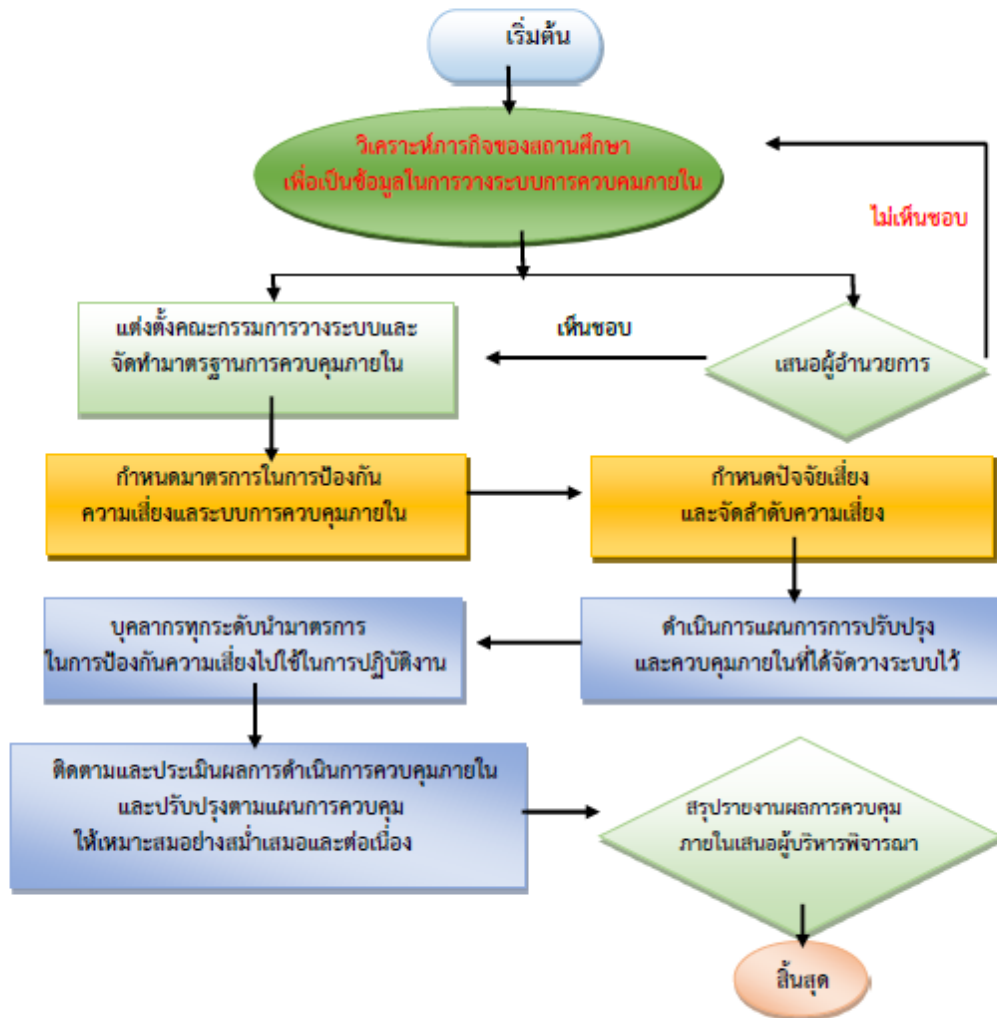 เริ่มต้น
วิเคราะห์ภารกิจของสถานศึกษา
เพื่อเป็นข้อมูลในการวางระบบการควบคมภายใน
ไม่เห็นชอบ
แต่งตั้งคณะกรรมการวางระบบและ
จัดทำมาตรฐานการควบคุมภายใน
เห็นชอบ
เสนอผู้อำนวยการ
กำหนดมาตรการในการป้องกัน
ความเสี่ยงแลระบบการควบคุมภายใน
กำหนดปัจจัยเสี่ยง
และจัดลำดับความเสี่ยง
บุคลากรทุกระดับนำมาตรการ
ในการป้องกันความเสี่ยงไปใช้ในการปฏิบัติงาน
ดำเนินการแผนการการปรับปรุง
และควบคุมภายในที่ได้จัดวางระบบไว้
ติดตามและประเมินผลการดำเนินการควบคุมภายใน
และปรับปรุงตามแผนการควบคุม
ให้เหมาะสมอย่างสม่ำเสมอและต่อเนื่อง
สรุปรายงานผลการควบคุม
ภายในเสนอผู้บริหารพิจารณา
สิ้นสุด